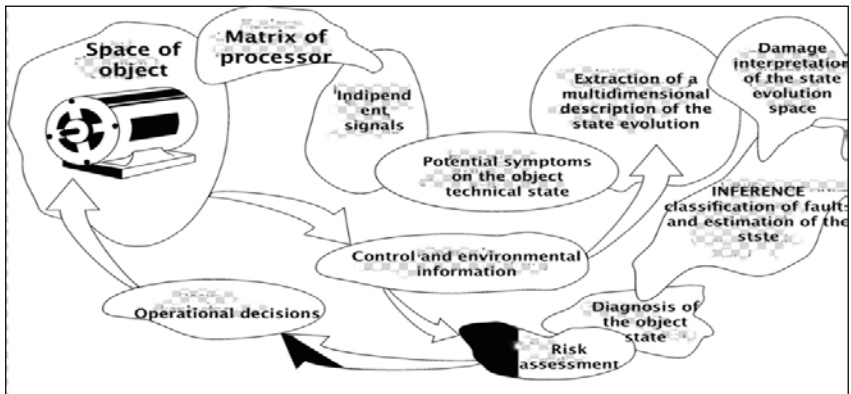 Space of
object
Matrix of
processor
Indipend
ent
signals
Extraction of a
multidimensional
description of the
state evolution
Damage
interpretation
of the state
evolution
space
Potential symptoms
on the object
technical state
INFERENCE
classification of faults
and estimation of the
stste
Control and environmental
information
Operational decisions
Diagnosis of
the object
state
Risk
assessment